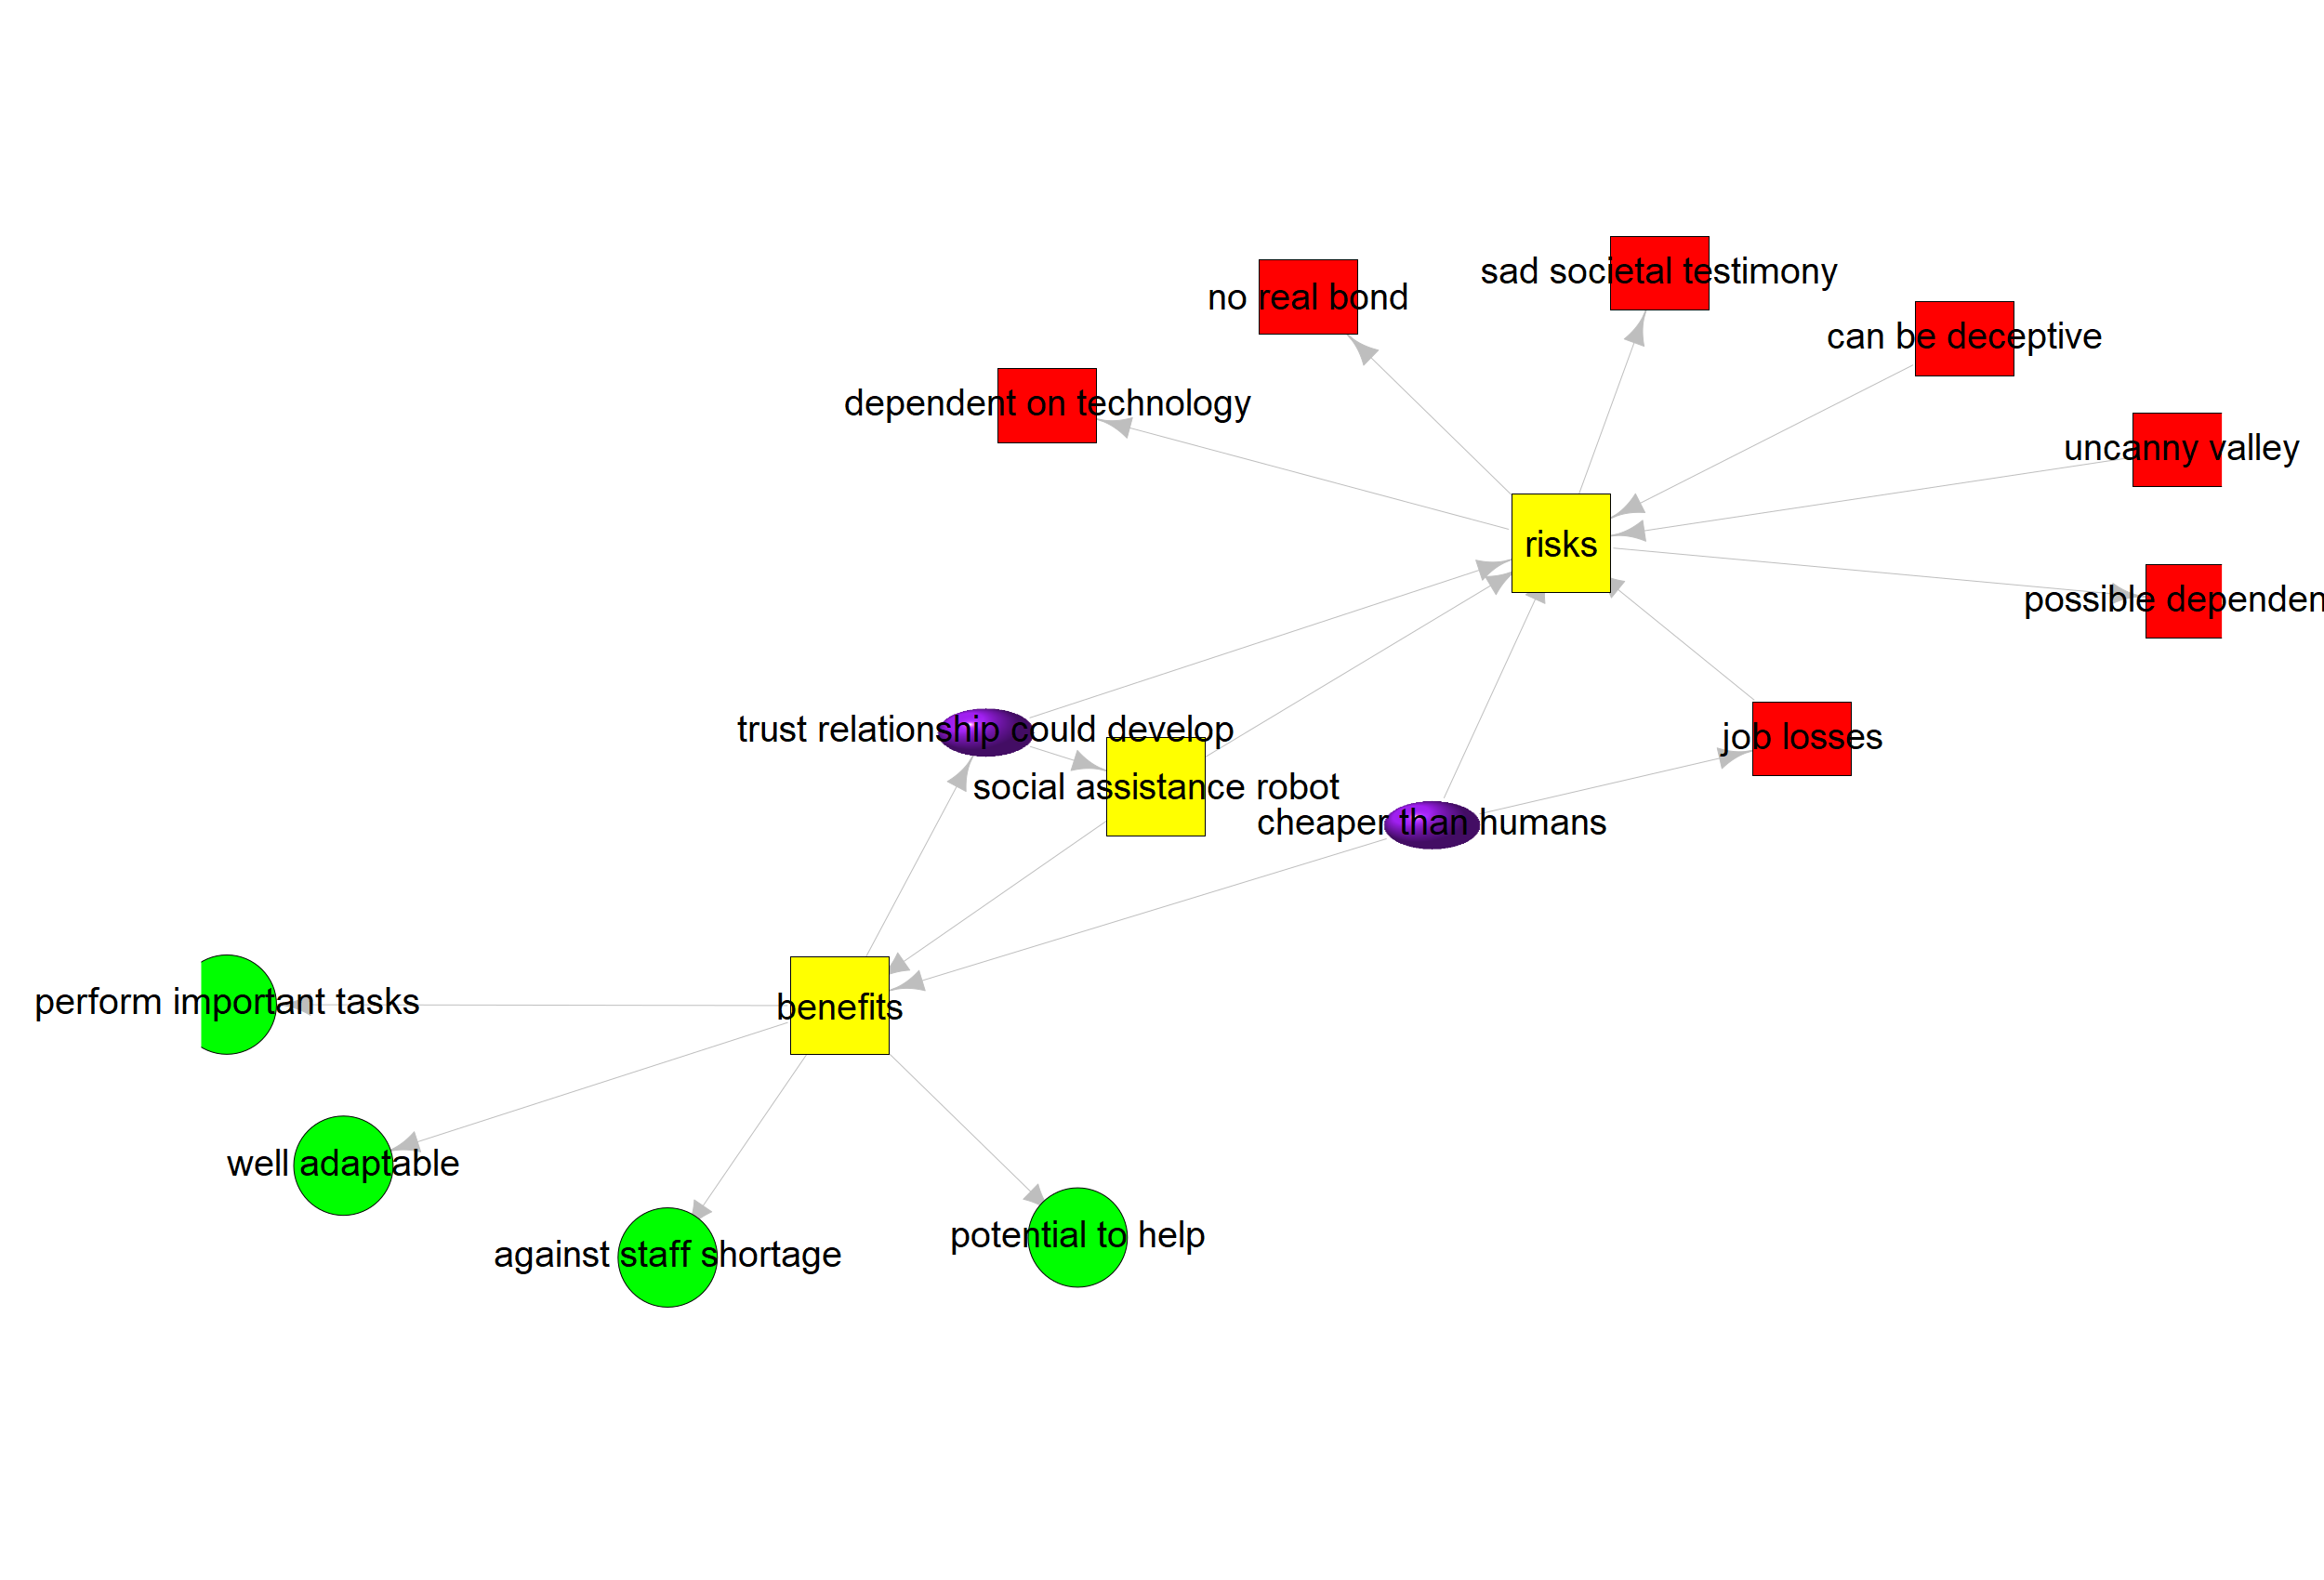 sad societal testimony
no real bond
can be deceptive
dependent on technology
uncanny valley
risks
possible
trust relationship could develop
job losses
social assistance robot
cheaper than humans
perform important tasks
benefits
well adaptable
potential to help
against staff shortage